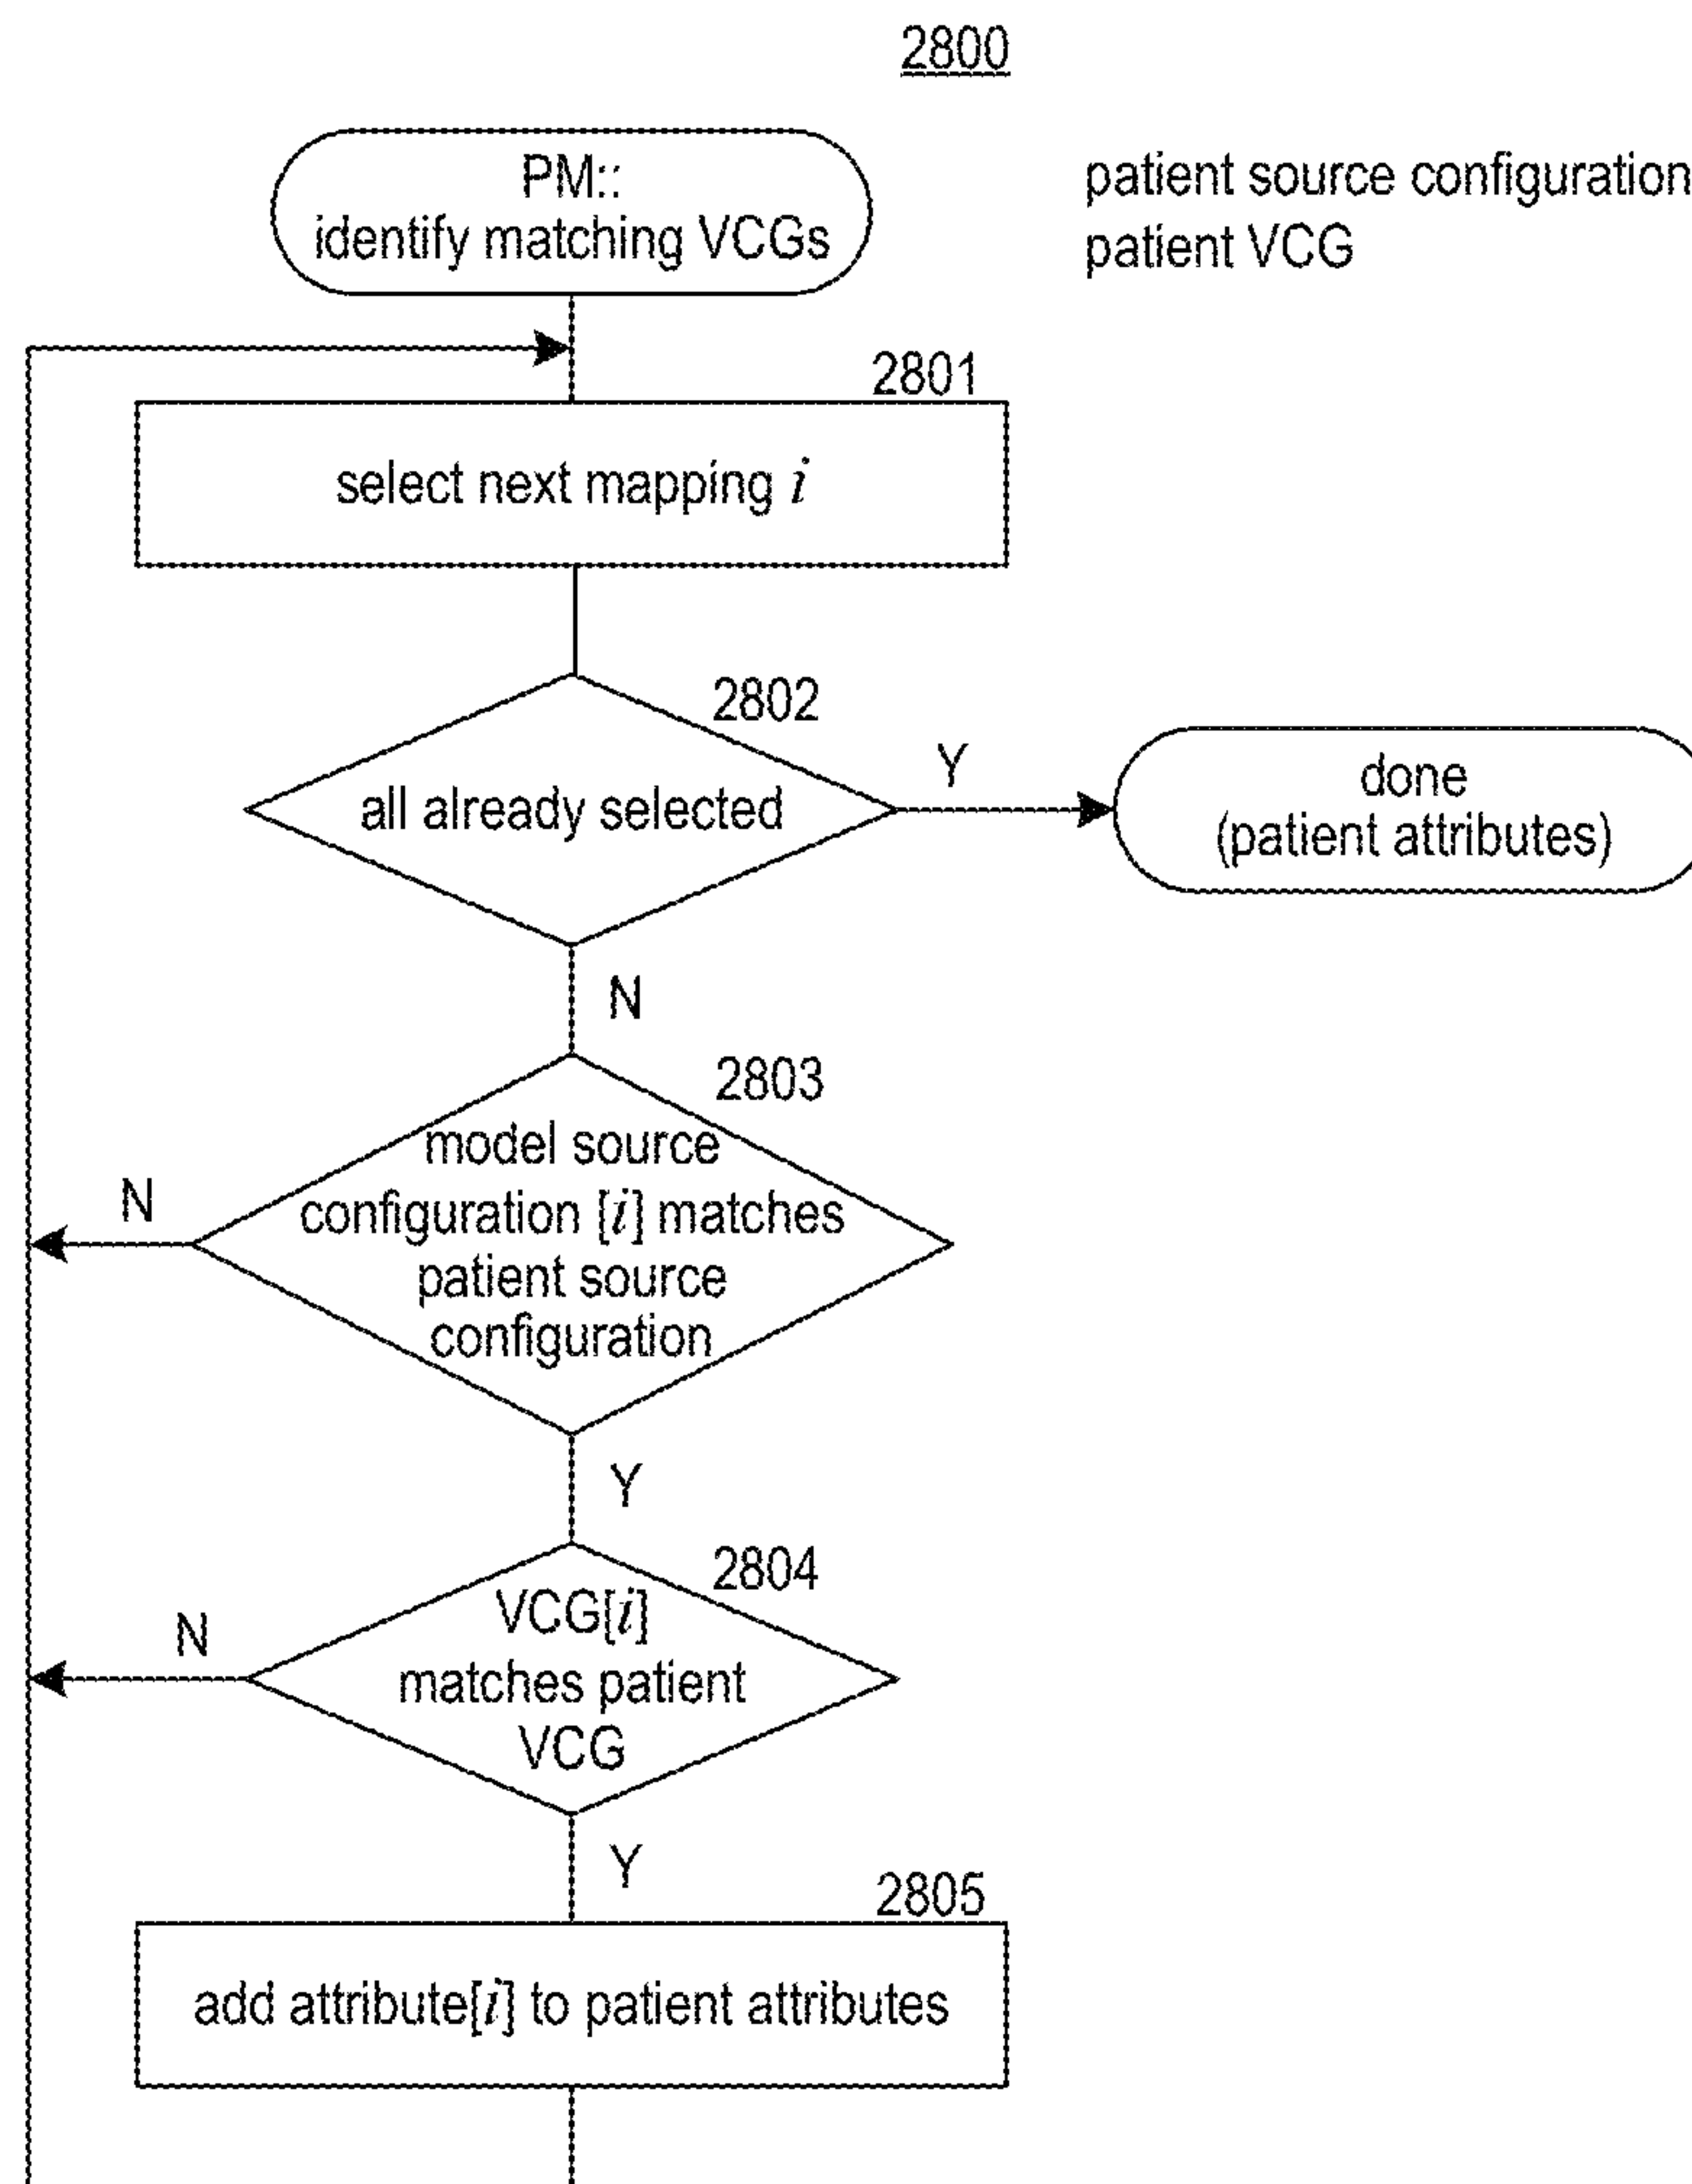 2800
PM::
identify matching VCGs
patient source configuration
patient VCG
2801
select next mapping i
2802
all already selected
Y
done
(patient attributes)
N
2803
model source
configuration [i] matches
patient source
configuration
N
Y
2804
VCG[i]
matches patient
VCG
N
Y
2805
add attribute[i] to patient attributes